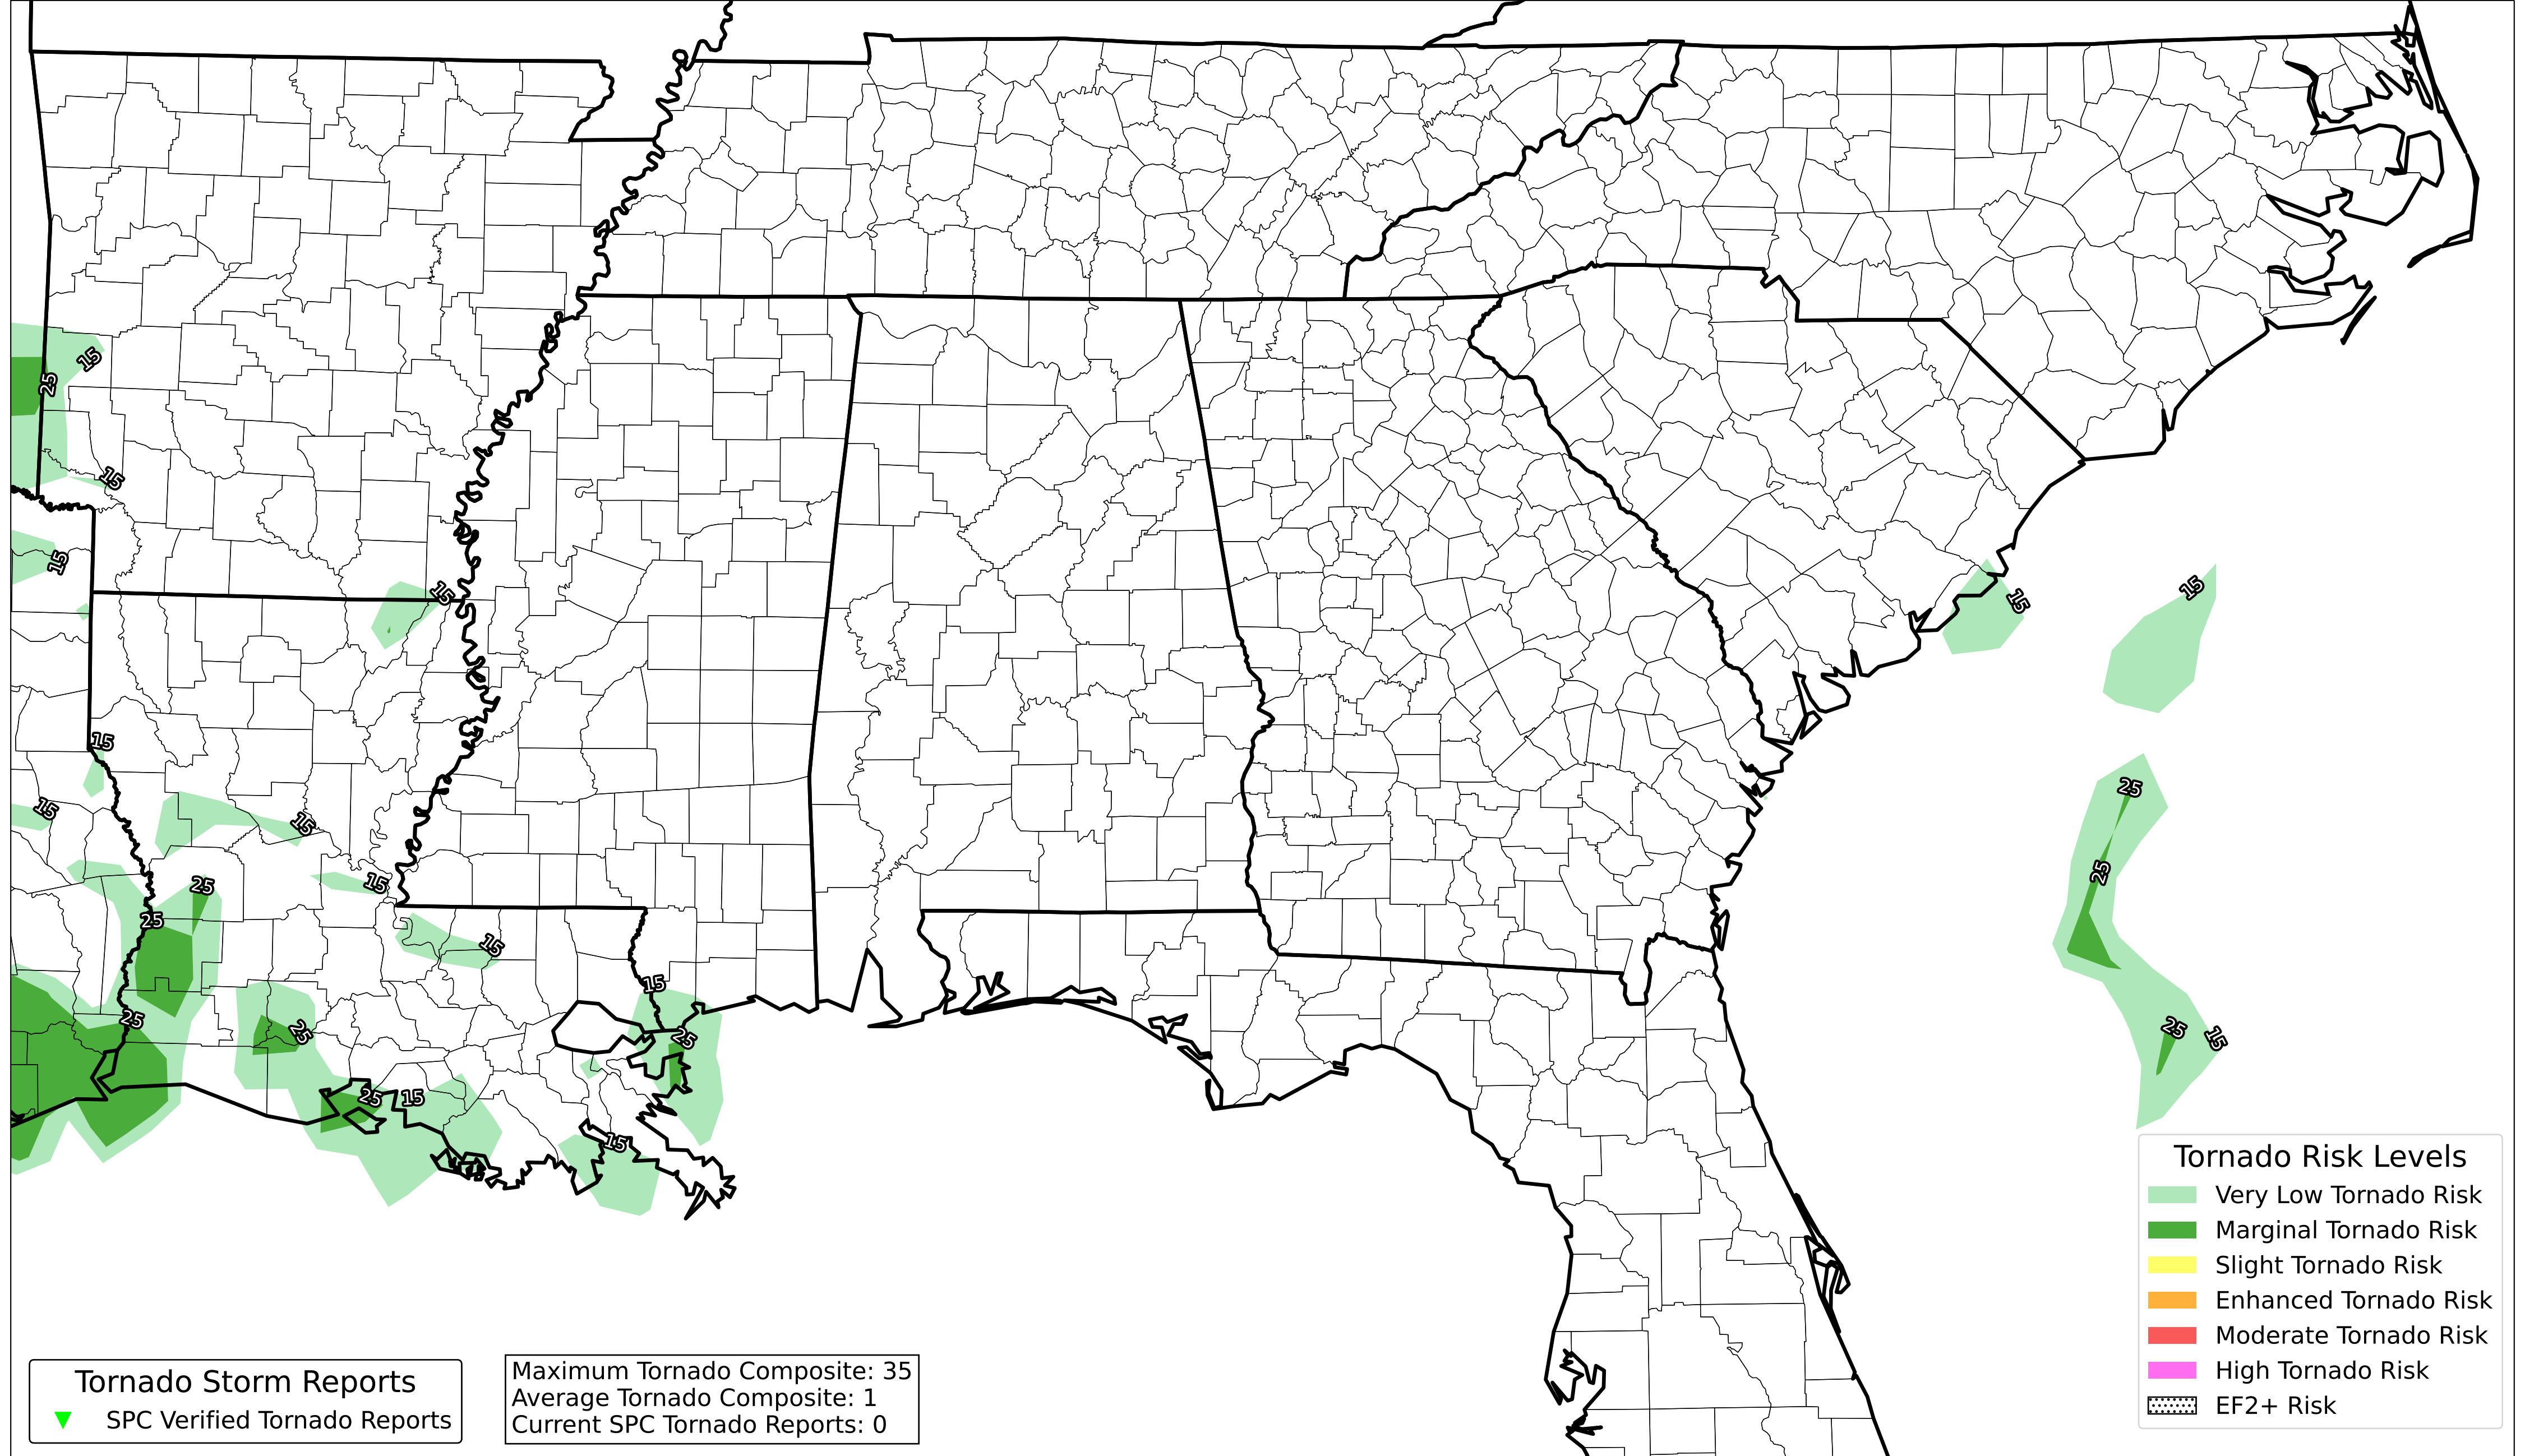 15
25
15
15
15
15
15
15
15
25
15
25
15
25
25
15
25
25
15
15
15
25
25
25
15
Tornado Risk Levels
Very Low Tornado Risk
Marginal Tornado Risk
Slight Tornado Risk
Enhanced Tornado Risk
Moderate Tornado Risk
High Tornado Risk
EF2+ Risk
Tornado Storm Reports
SPC Verified Tornado Reports
Maximum Tornado Composite: 35
Average Tornado Composite: 1
Current SPC Tornado Reports: 0